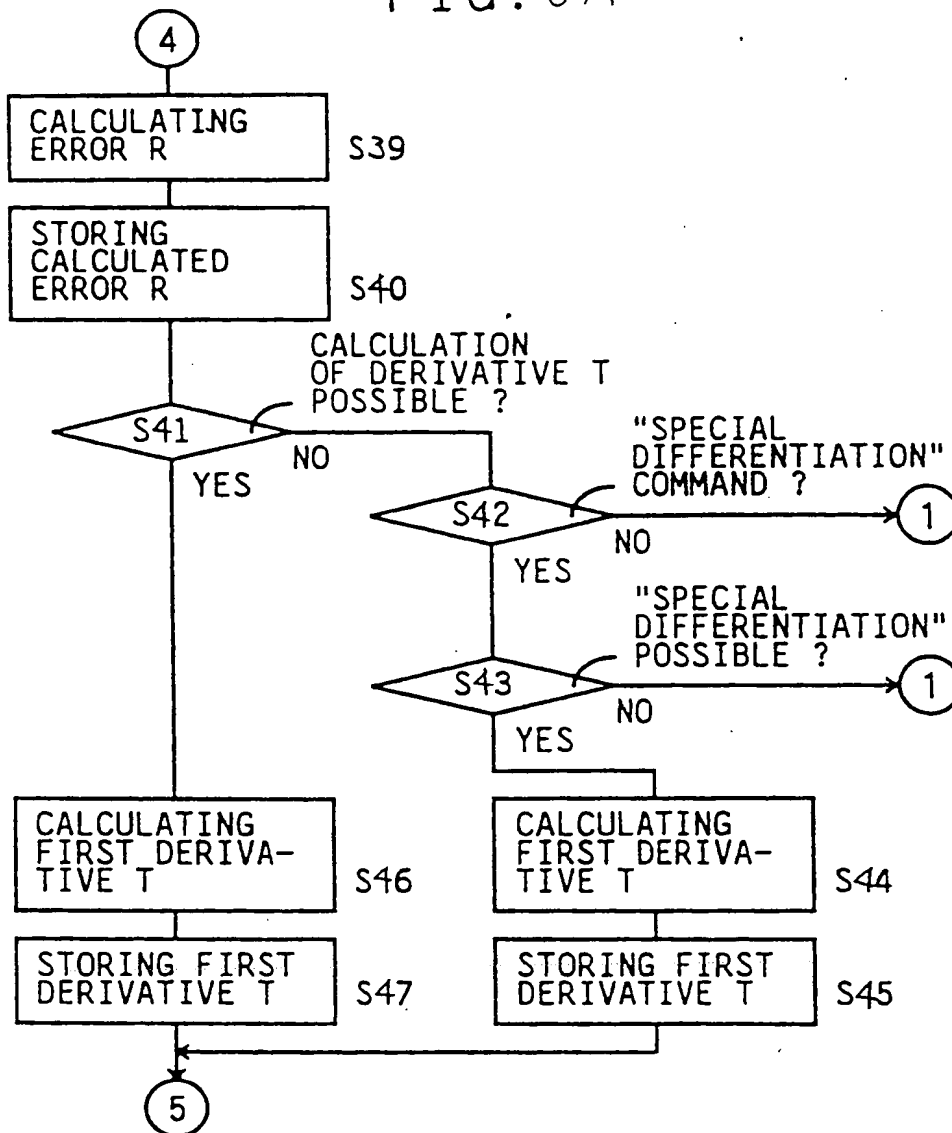 4
CALCULATING
ERROR R
S39
STORING
CALCULATED
ERROR R
S40
CALCULATION
OF DERIVATIVE T
POSSIBLE ?
S41
NO
YES
"SPECIAL
DIFFERENTIATION"
COMMAND ?
S42
1
NO
YES
"SPECIAL
DIFFERENTIATION"
POSSIBLE ?
S43
1
NO
YES
CALCULATING
FIRST DERIVA-
TIVE T
S46
CALCULATING
FIRST DERIVA-
TIVE T
S44
STORING FIRST
DERIVATIVE T
S47
STORING FIRST
DERIVATIVE T
S45
5